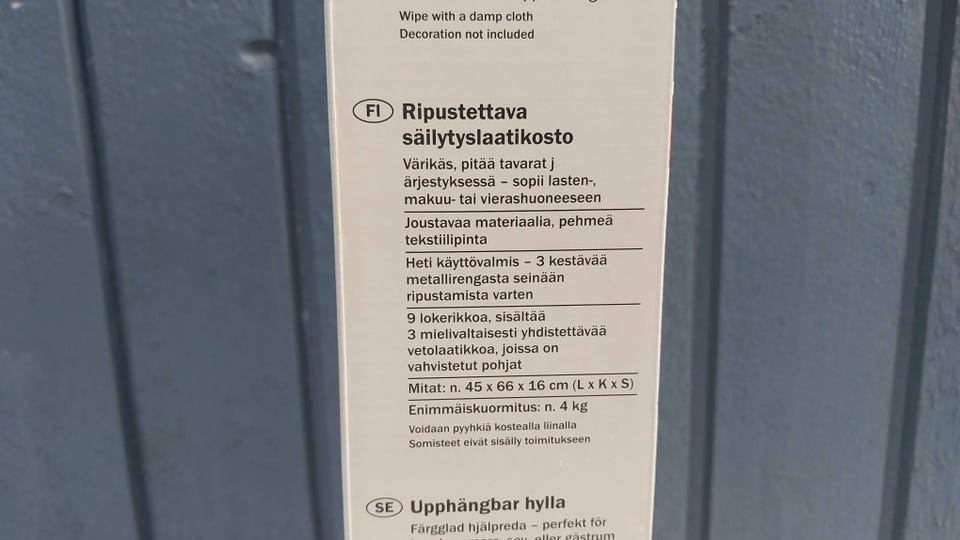 Wipe with a damp cloth
Decoration not included
FI Ripustettava
säilytyslaatikosto
Värikäs, pitää tavarat j
ärjestyksessä – sopii lasten-,
makuu- tai vierashuoneeseen
Joustavaa materiaalia, pehmeä
tekstiilipinta
Heti käyttövalmis – 3 kestävää
metallirengasta seinään
ripustamista varten
9 lokerikkoa, sisältää
3 mielivaltaisesti yhdistettävää
vetolaatikkoa, joissa on
vahvistetut pohjat
Mitat: n. 45 x 66 x 16 cm (L x K x S)
Enimmäiskuormitus: n. 4 kg
Voidaan pyyhkiä kostealla liinalla
Somisteet eivät sisälly toimitukseen
SE Upphängbar hylla
Färgglad hjälpreda – perfekt för
eller gästrum